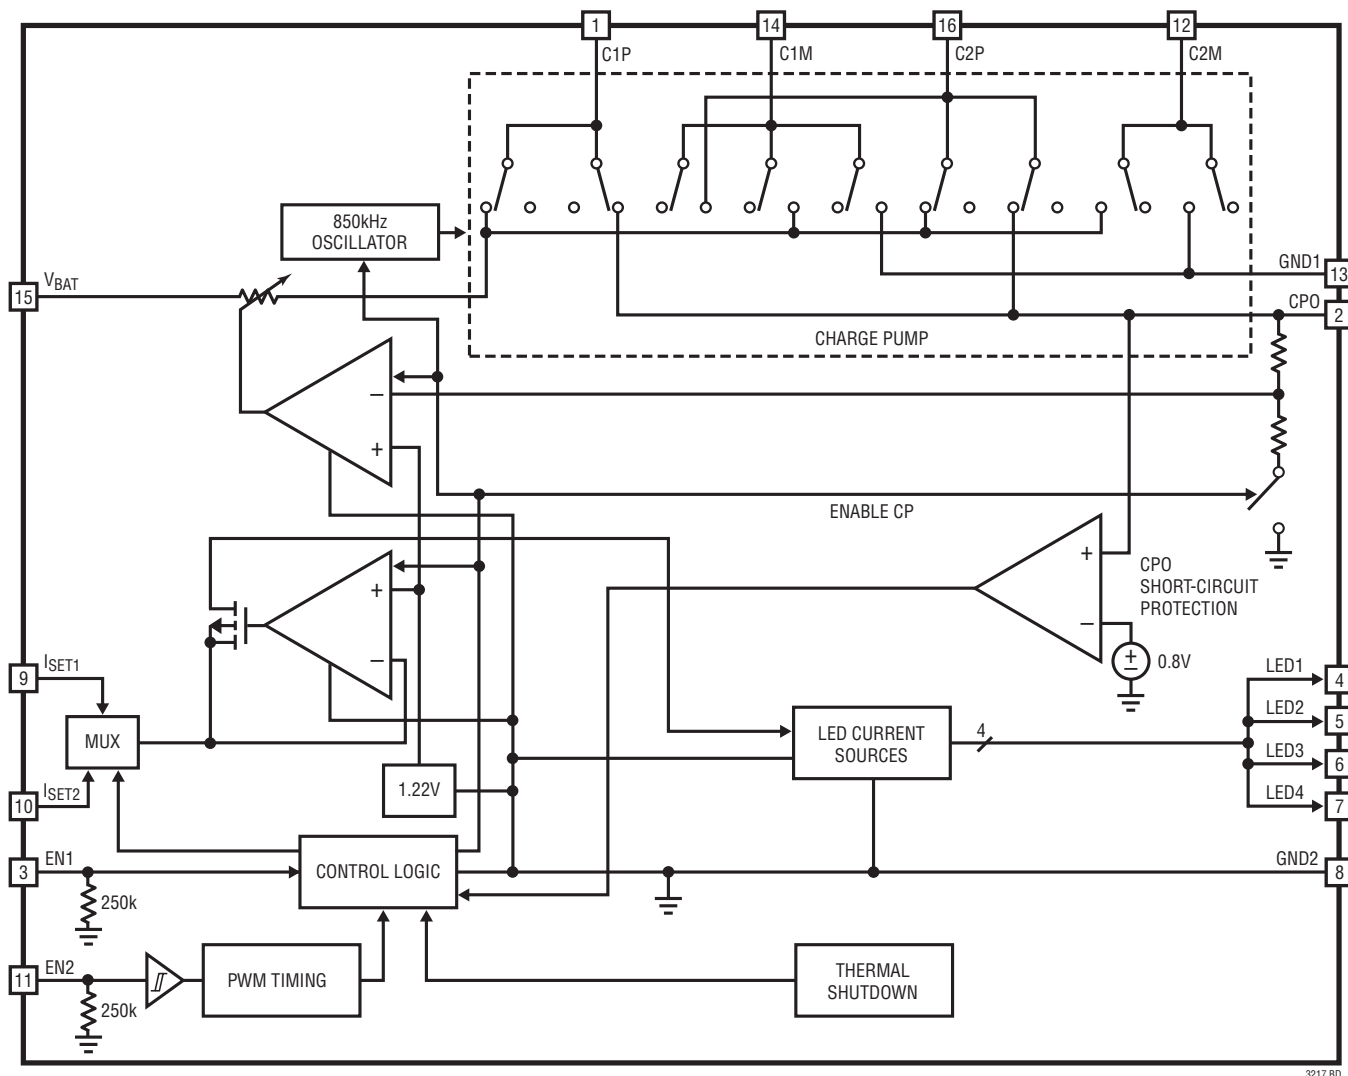 1
14
16
12
C1P
C1M
C2P
C2M
850kHz
OSCILLATOR
GND1
13
15
VBAT
CPO
2
CHARGE PUMP
–
+
ENABLE CP
+
CPO
SHORT-CIRCUIT
PROTECTION
+
–
–
+
–
0.8V
9
ISET1
LED1
4
MUX
LED CURRENT
SOURCES
4
LED2
5
LED3
6
1.22V
10
ISET2
LED4
7
3
EN1
CONTROL LOGIC
GND2
8
250k
11
EN2
PWM TIMING
THERMAL
SHUTDOWN
250k
3217 BD